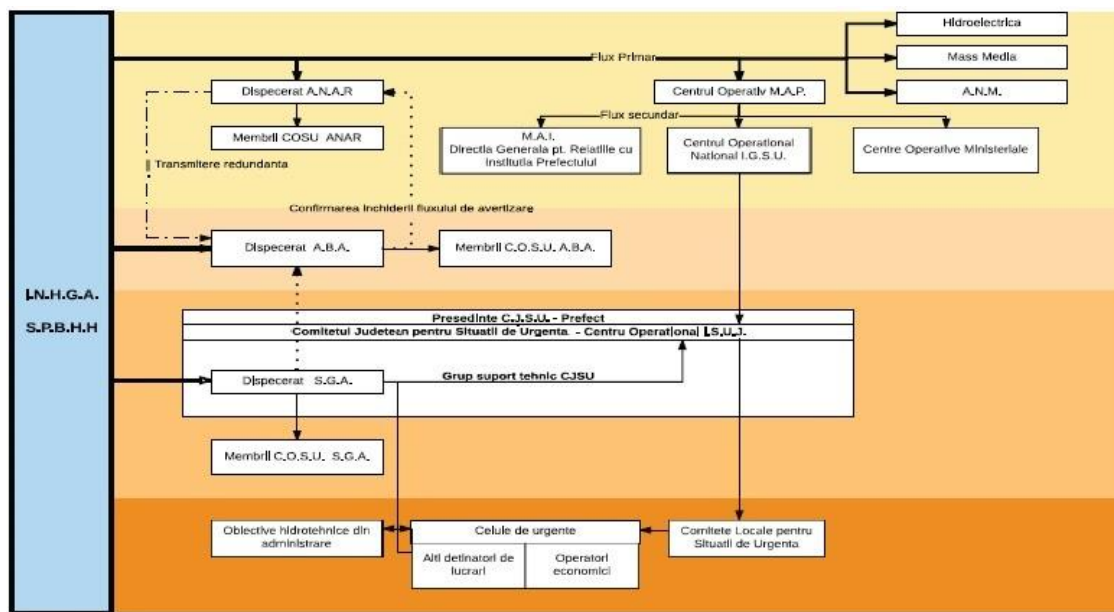 Hidroelectrica
Flux Primar
Mass Media
Dispecerat A.N.A.R
Centrul Operativ M.A.P.
A.N.M.
Flux secundar
Membrii COSU ANAR
M.A.I.
Directia Generala pt. Relatiile cu
Institutia Prefectului
Centrul Operational
National I.G.S.U.
Centre Operative Ministeriale
Transmitere redundanta
Confirmarea inchiderii fluxului de avertizare
Dispecerat A.B.A.
Membrii C.O.S.U A.B.A.
I.N.H.G.A.
S.P.B.H.H
Presedinte C.J.S.U - Prefect
Comitetul Judetean pentru Situatii de Urgenta - Centru Operational I.S.U.J.
Dispecerat S.G.A.
Grup suport tehnic CJSU
Membrii C.O.S.U. S.G.A.
Obiective hidrotehnice din
administrare
Celule de urgente
Alti detinatori de
lucrari
Operatori
economici
Comitete Locale pentru
Situatii de Urgenta